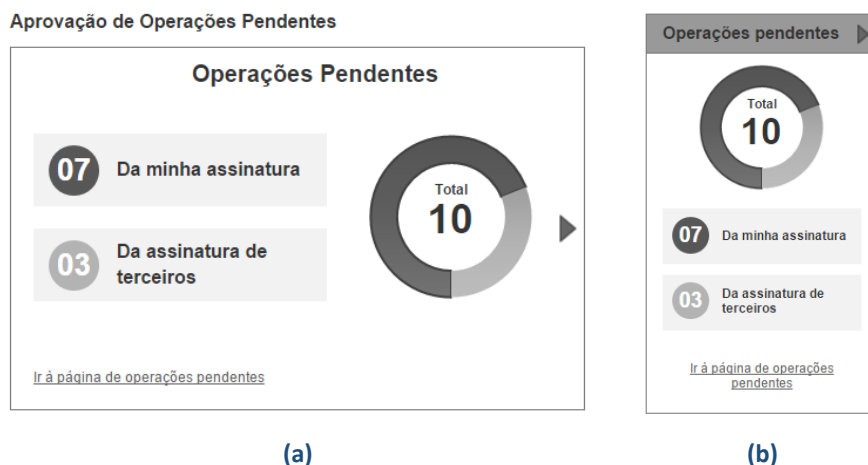 Aprovação de Operações Pendentes
Operações Pendentes
07 Da minha assinatura
03 Da assinatura de
terceiros
Total
10
Ir à página de operações pendentes
(a)
Operações pendentes
Total
10
07 Da minha assinatura
03 Da assinatura de
terceiros
Ir à página de operações
pendentes
(b)